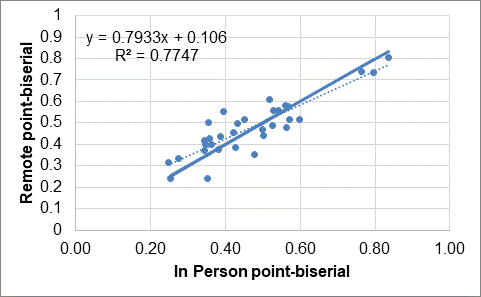 y = 0.7933x + 0.106
R² = 0.7747
Remote point-biserial
1
0.9
0.8
0.7
0.6
0.5
0.4
0.3
0.2
0.1
0
0.00 0.20 0.40 0.60 0.80 1.00
In Person point-biserial